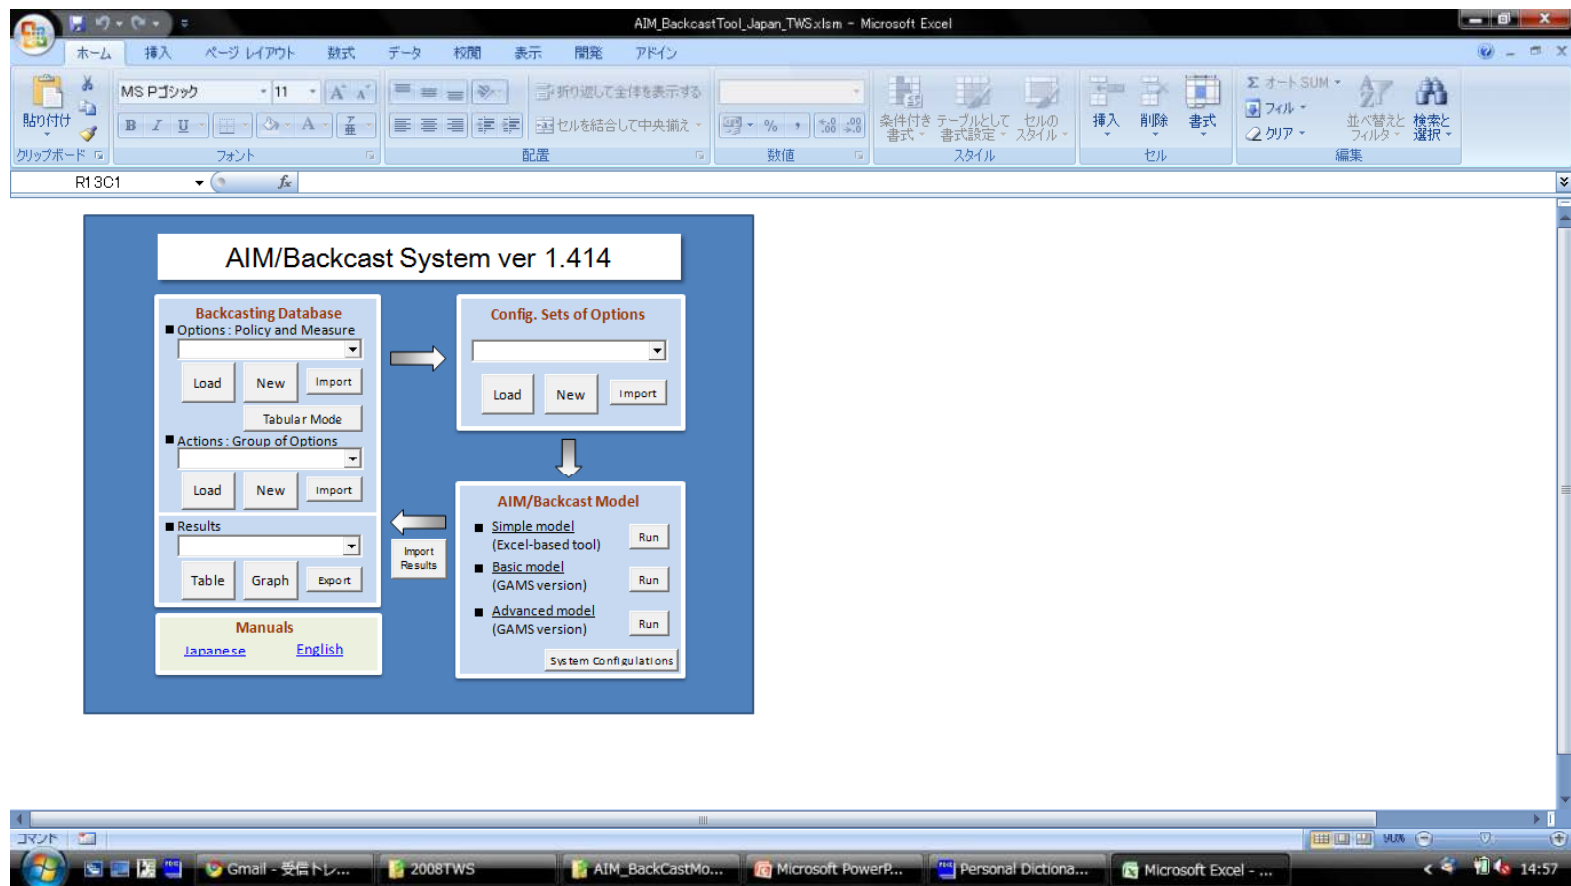 AIM_BackcastTool_Japan_TWS.xlsm - Microsoft Excel
ホーム 挿入 ページ レイアウト 数式 データ 校閲 表示 開発 アドイン
MS Pゴシック 11
折り返して全体を表示する
Σ オート SUM
フィル
クリア
貼り付け
B I U
セルを結合して中央揃え
%
条件付き書式
テーブルとして書式設定
セルのスタイル
挿入 削除 書式
並べ替えとフィルタ
検索と選択
クリップボード フォント 配置 数値 スタイル セル 編集
R13C1 fx
AIM/Backcast System ver 1.414
Backcasting Database
■ Options : Policy and Measure
Load New Import
Tabular Mode
■ Actions : Group of Options
Load New Import
■ Results
Table Graph Export
Manuals
Japanese English
Config. Sets of Options
Load New Import
AIM/Backcast Model
■ Simple model
(Excel-based tool) Run
■ Basic model
(GAMS version) Run
■ Advanced model
(GAMS version) Run
System Configulations
Import
Results
コマンド 90%
Gmail - 受信トレ... 2008TWS AIM_BackCastMo... Microsoft PowerP... Personal Dictiona... Microsoft Excel - ... 14:57